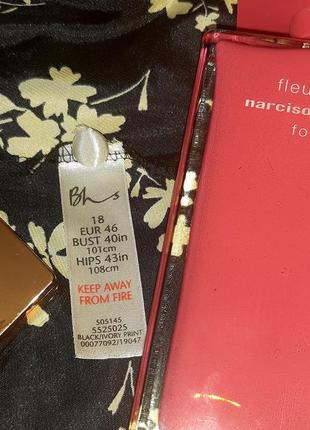 Bhs
18
EUR 46
BUST 40in
101cm
HIPS 43in
108cm
KEEP AWAY
FROM FIRE
S05145
5525025
BLACK/IVORY PRINT
00077092/19047
fleu
narciso
fo